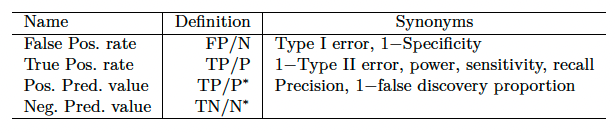 Name Definition Synonyms
False Pos. rate FP/N Type I error, 1−Specificity
True Pos. rate TP/P 1−Type II error, power, sensitivity, recall
Pos. Pred. value TP/P* Precision, 1−false discovery proportion
Neg. Pred. value TN/N*